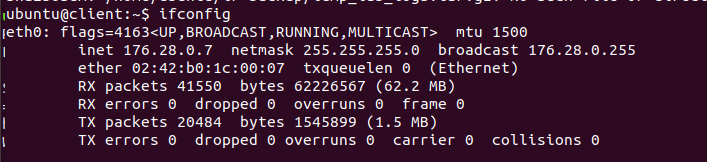 ubuntu@client:~$ ifconfig
eth0: flags=4163<UP,BROADCAST,RUNNING,MULTICAST>  mtu 1500
        inet 176.28.0.7  netmask 255.255.255.0  broadcast 176.28.0.255
        ether 02:42:b0:1c:00:07  txqueuelen 0  (Ethernet)
        RX packets 41550  bytes 62226567 (62.2 MB)
        RX errors 0  dropped 0  overruns 0  frame 0
        TX packets 20484  bytes 1545899 (1.5 MB)
        TX errors 0  dropped 0 overruns 0  carrier 0  collisions 0